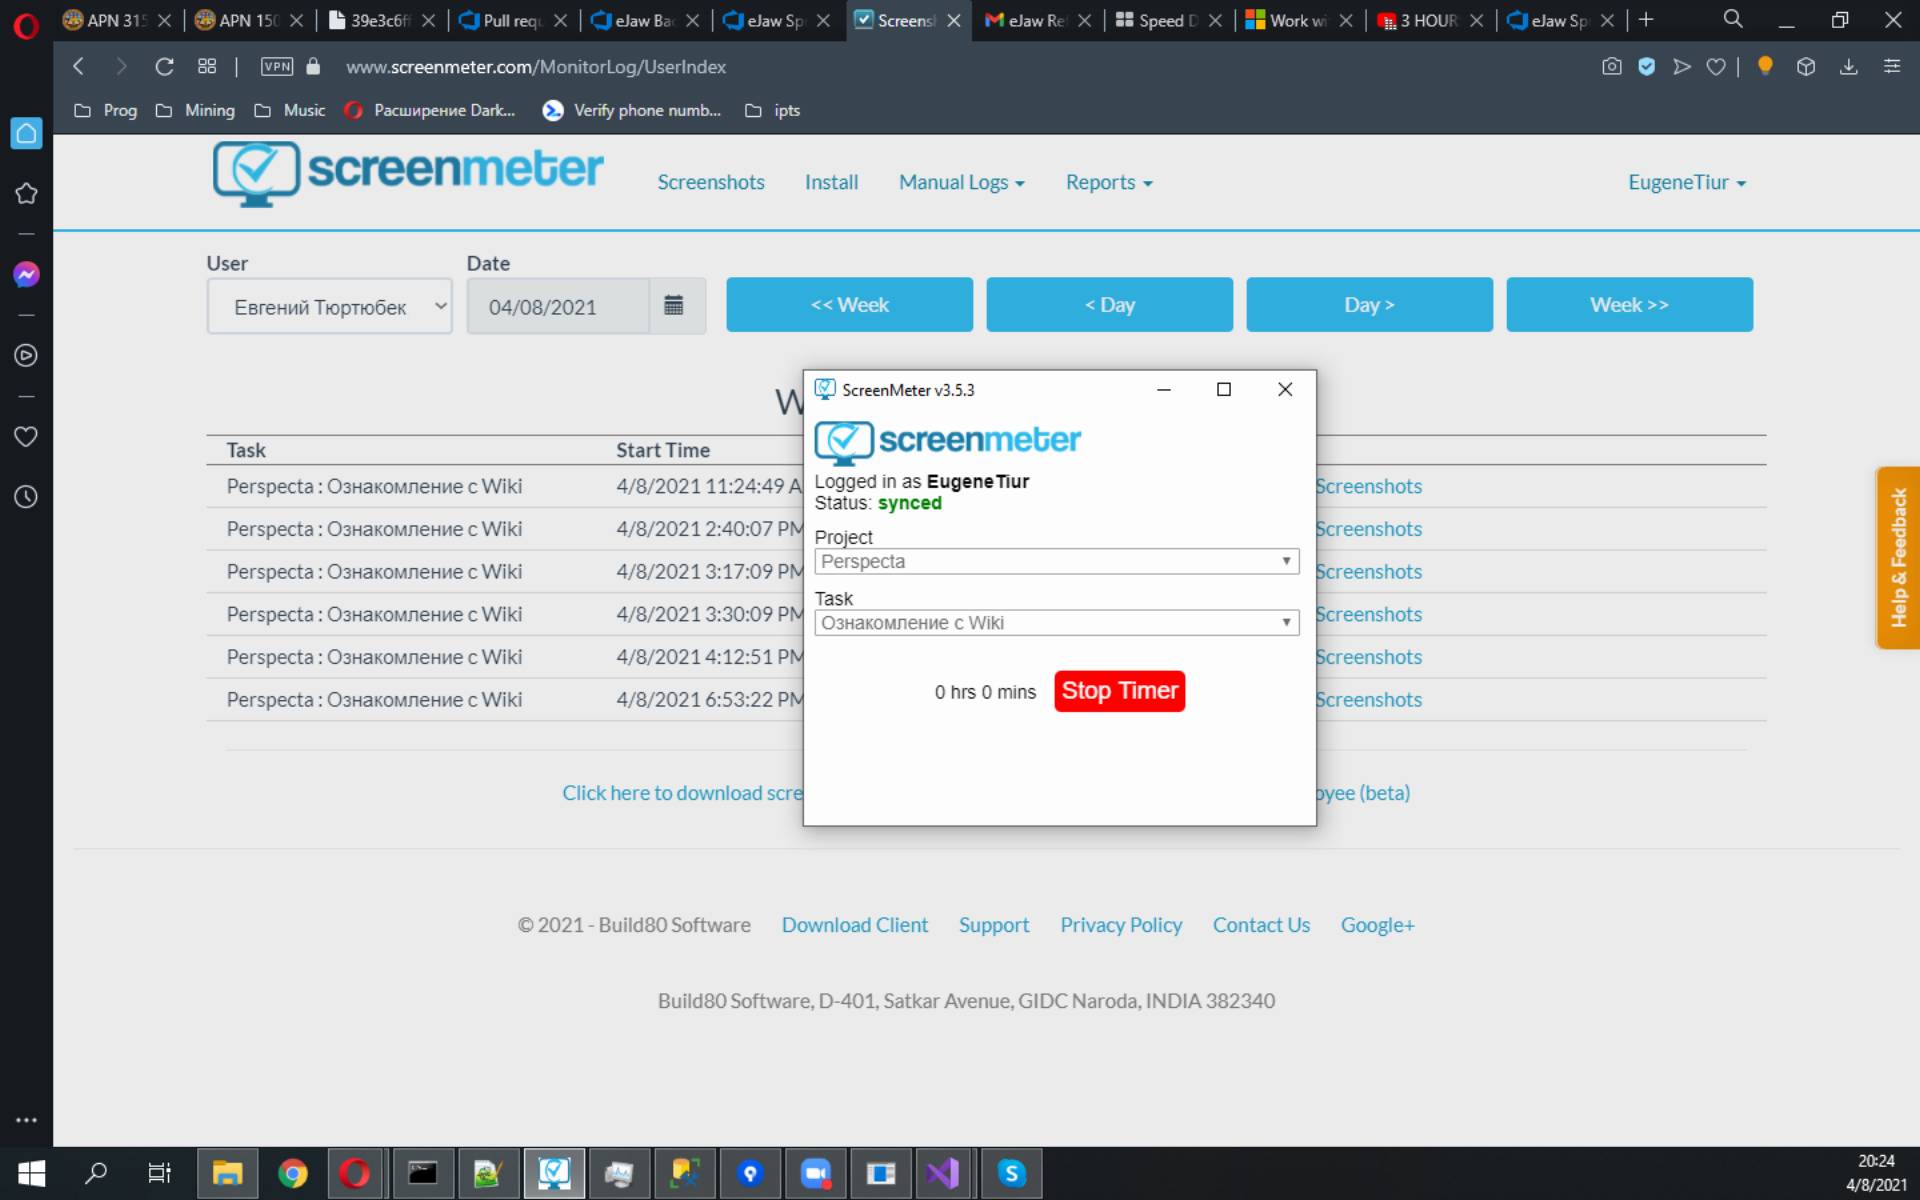 APN 315
APN 150
39e3c6ff
Pull requ
eJaw Bac
eJaw Spr
Screensh
eJaw Re
Speed D
Work wi
3 HOUR
eJaw Spr
VPN
www.screenmeter.com/MonitorLog/UserIndex
Prog
Mining
Music
Расширение Dark...
Verify phone numb...
ipts
screenmeter
Screenshots
Install
Manual Logs
Reports
EugeneTiur
User
Date
Евгений Тюртюбек
04/08/2021
<< Week
< Day
Day >
Week >>
W
Task
Start Time
Perspecta : Ознакомление с Wiki
4/8/2021 11:24:49 A
Screenshots
Perspecta : Ознакомление с Wiki
4/8/2021 2:40:07 PM
Screenshots
Perspecta : Ознакомление с Wiki
4/8/2021 3:17:09 PM
Screenshots
Perspecta : Ознакомление с Wiki
4/8/2021 3:30:09 PM
Screenshots
Perspecta : Ознакомление с Wiki
4/8/2021 4:12:51 PM
Screenshots
Perspecta : Ознакомление с Wiki
4/8/2021 6:53:22 PM
Screenshots
ScreenMeter v3.5.3
screenmeter
Logged in as EugeneTiur
Status: synced
Project
Perspecta
Task
Ознакомление с Wiki
0 hrs 0 mins
Stop Timer
Click here to download scre
oyee (beta)
Help & Feedback
© 2021 - Build80 Software
Download Client
Support
Privacy Policy
Contact Us
Google+
Build80 Software, D-401, Satkar Avenue, GIDC Naroda, INDIA 382340
20:24
4/8/2021